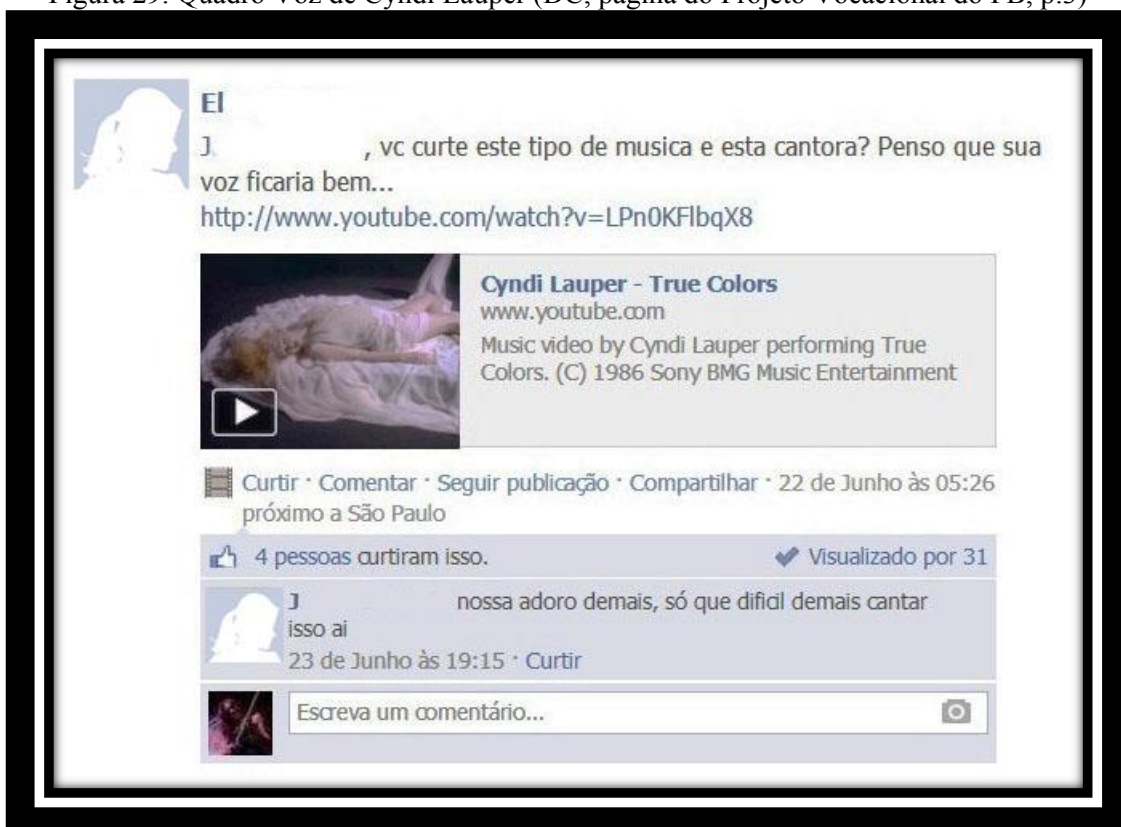 Figura 29: Quadro Voz de Cyndi Lauper (DC, página do Projeto Vocacional do FB, p.3)
El
J. , vc curte este tipo de musica e esta cantora? Penso que sua
voz ficaria bem...
http://www.youtube.com/watch?v=LPn0KFlbqX8
Cyndi Lauper - True Colors
www.youtube.com
Music video by Cyndi Lauper performing True
Colors. (C) 1986 Sony BMG Music Entertainment
Curtir · Comentar · Seguir publicação · Compartilhar · 22 de Junho às 05:26
próximo a São Paulo
4 pessoas curtiram isso.
Visualizado por 31
J nossa adoro demais, só que dificil demais cantar
isso ai
23 de Junho às 19:15 · Curtir
Escreva um comentário...